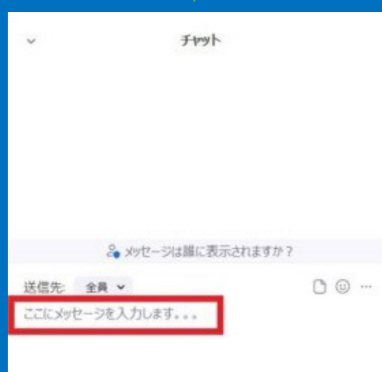 チャット
メッセージは誰に表示されますか？
送信先: 全員
ここにメッセージを入力します。。。